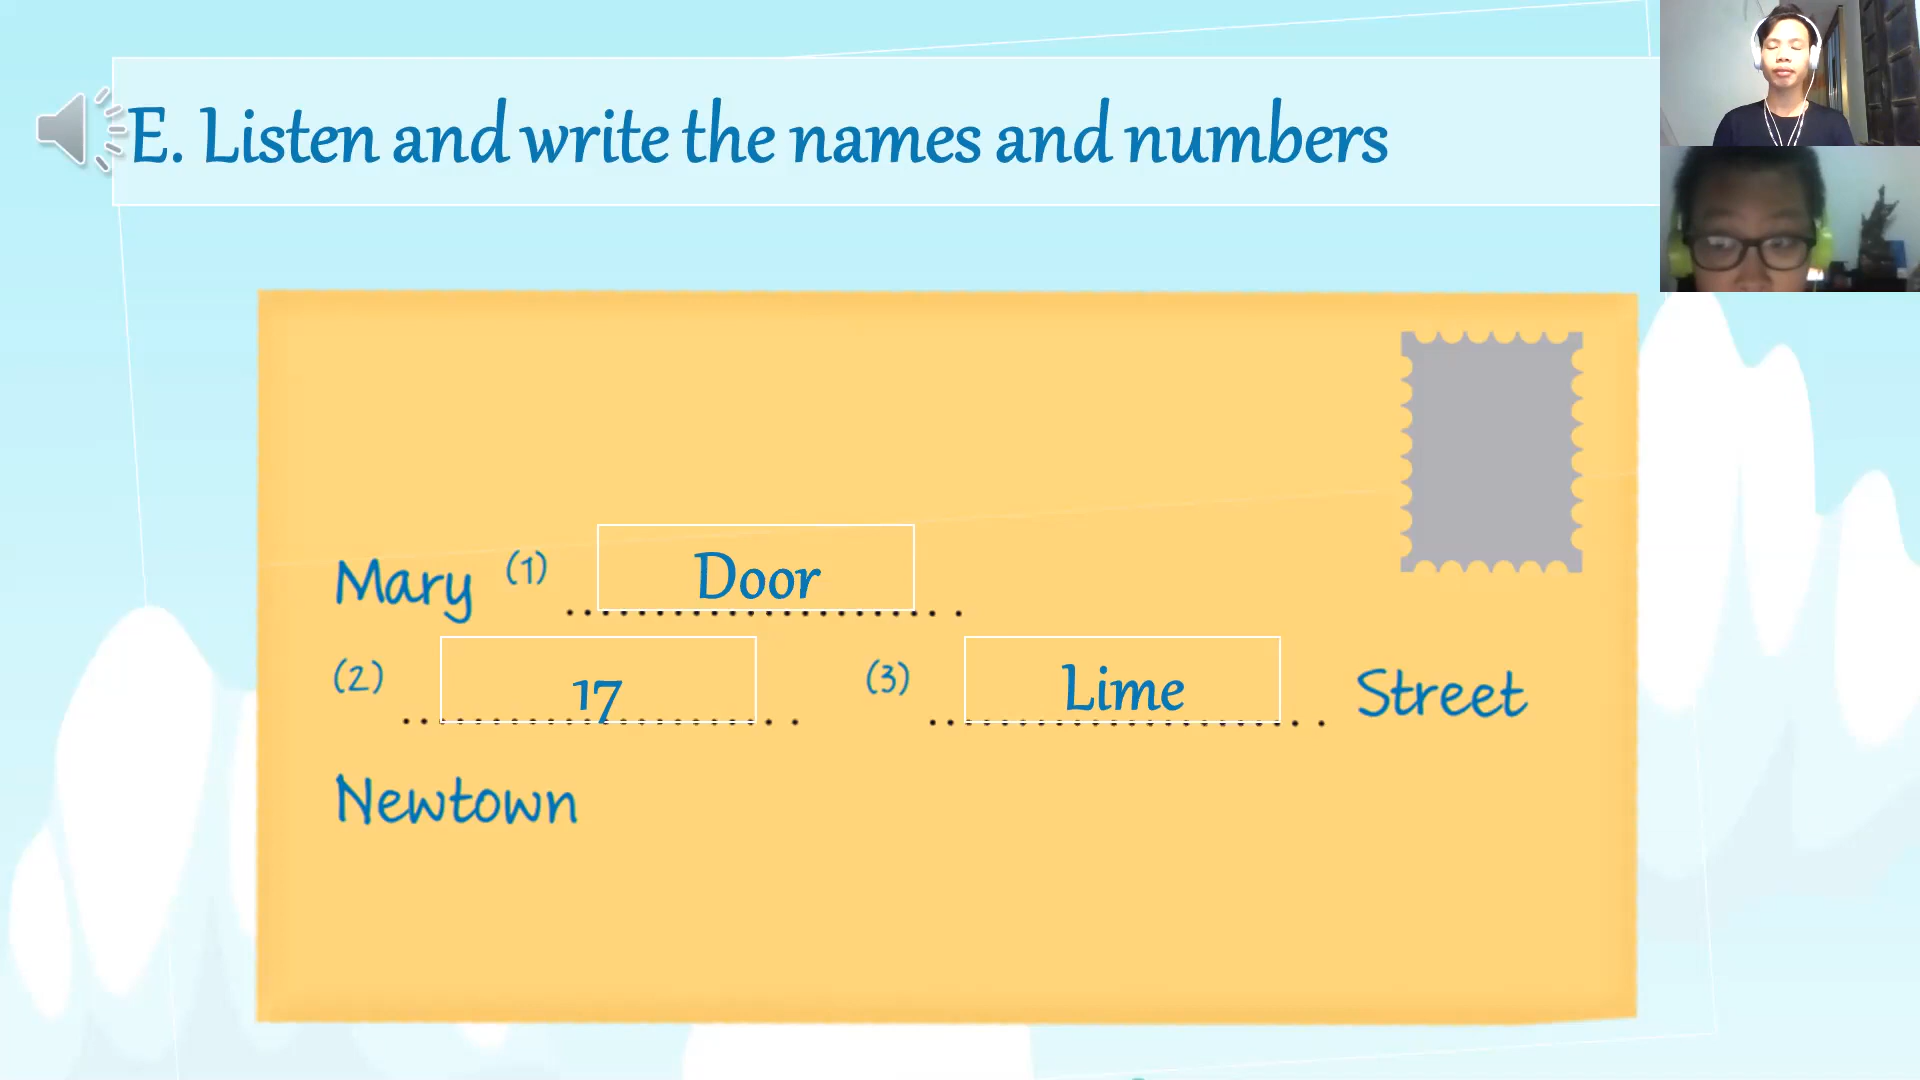 E. Listen and write the names and numbers
Mary (1) Door
(2) 17 (3) Lime Street
Newtown